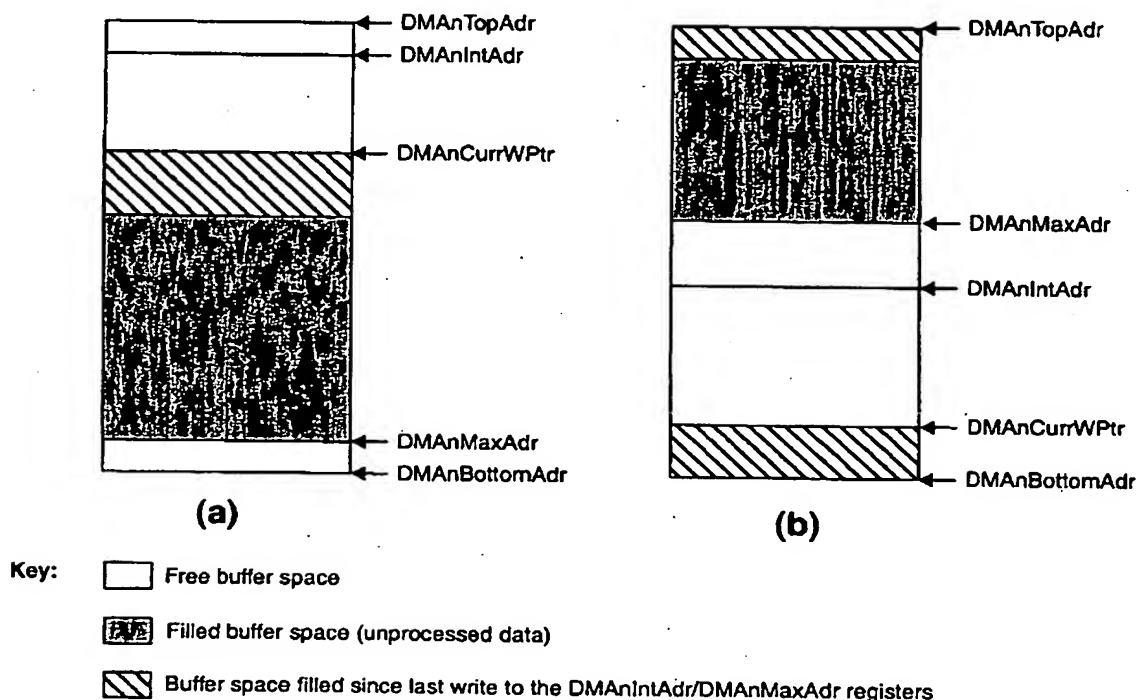 DMAnTopAdr
DMAnIntAdr
DMAnCurrWPtr
DMAnMaxAdr
DMAnBottomAdr
(a)
DMAnTopAdr
DMAnMaxAdr
DMAnIntAdr
DMAnCurrWPtr
DMAnBottomAdr
(b)
Key:
Free buffer space
Filled buffer space (unprocessed data)
Buffer space filled since last write to the DMAnIntAdr/DMAnMaxAdr registers